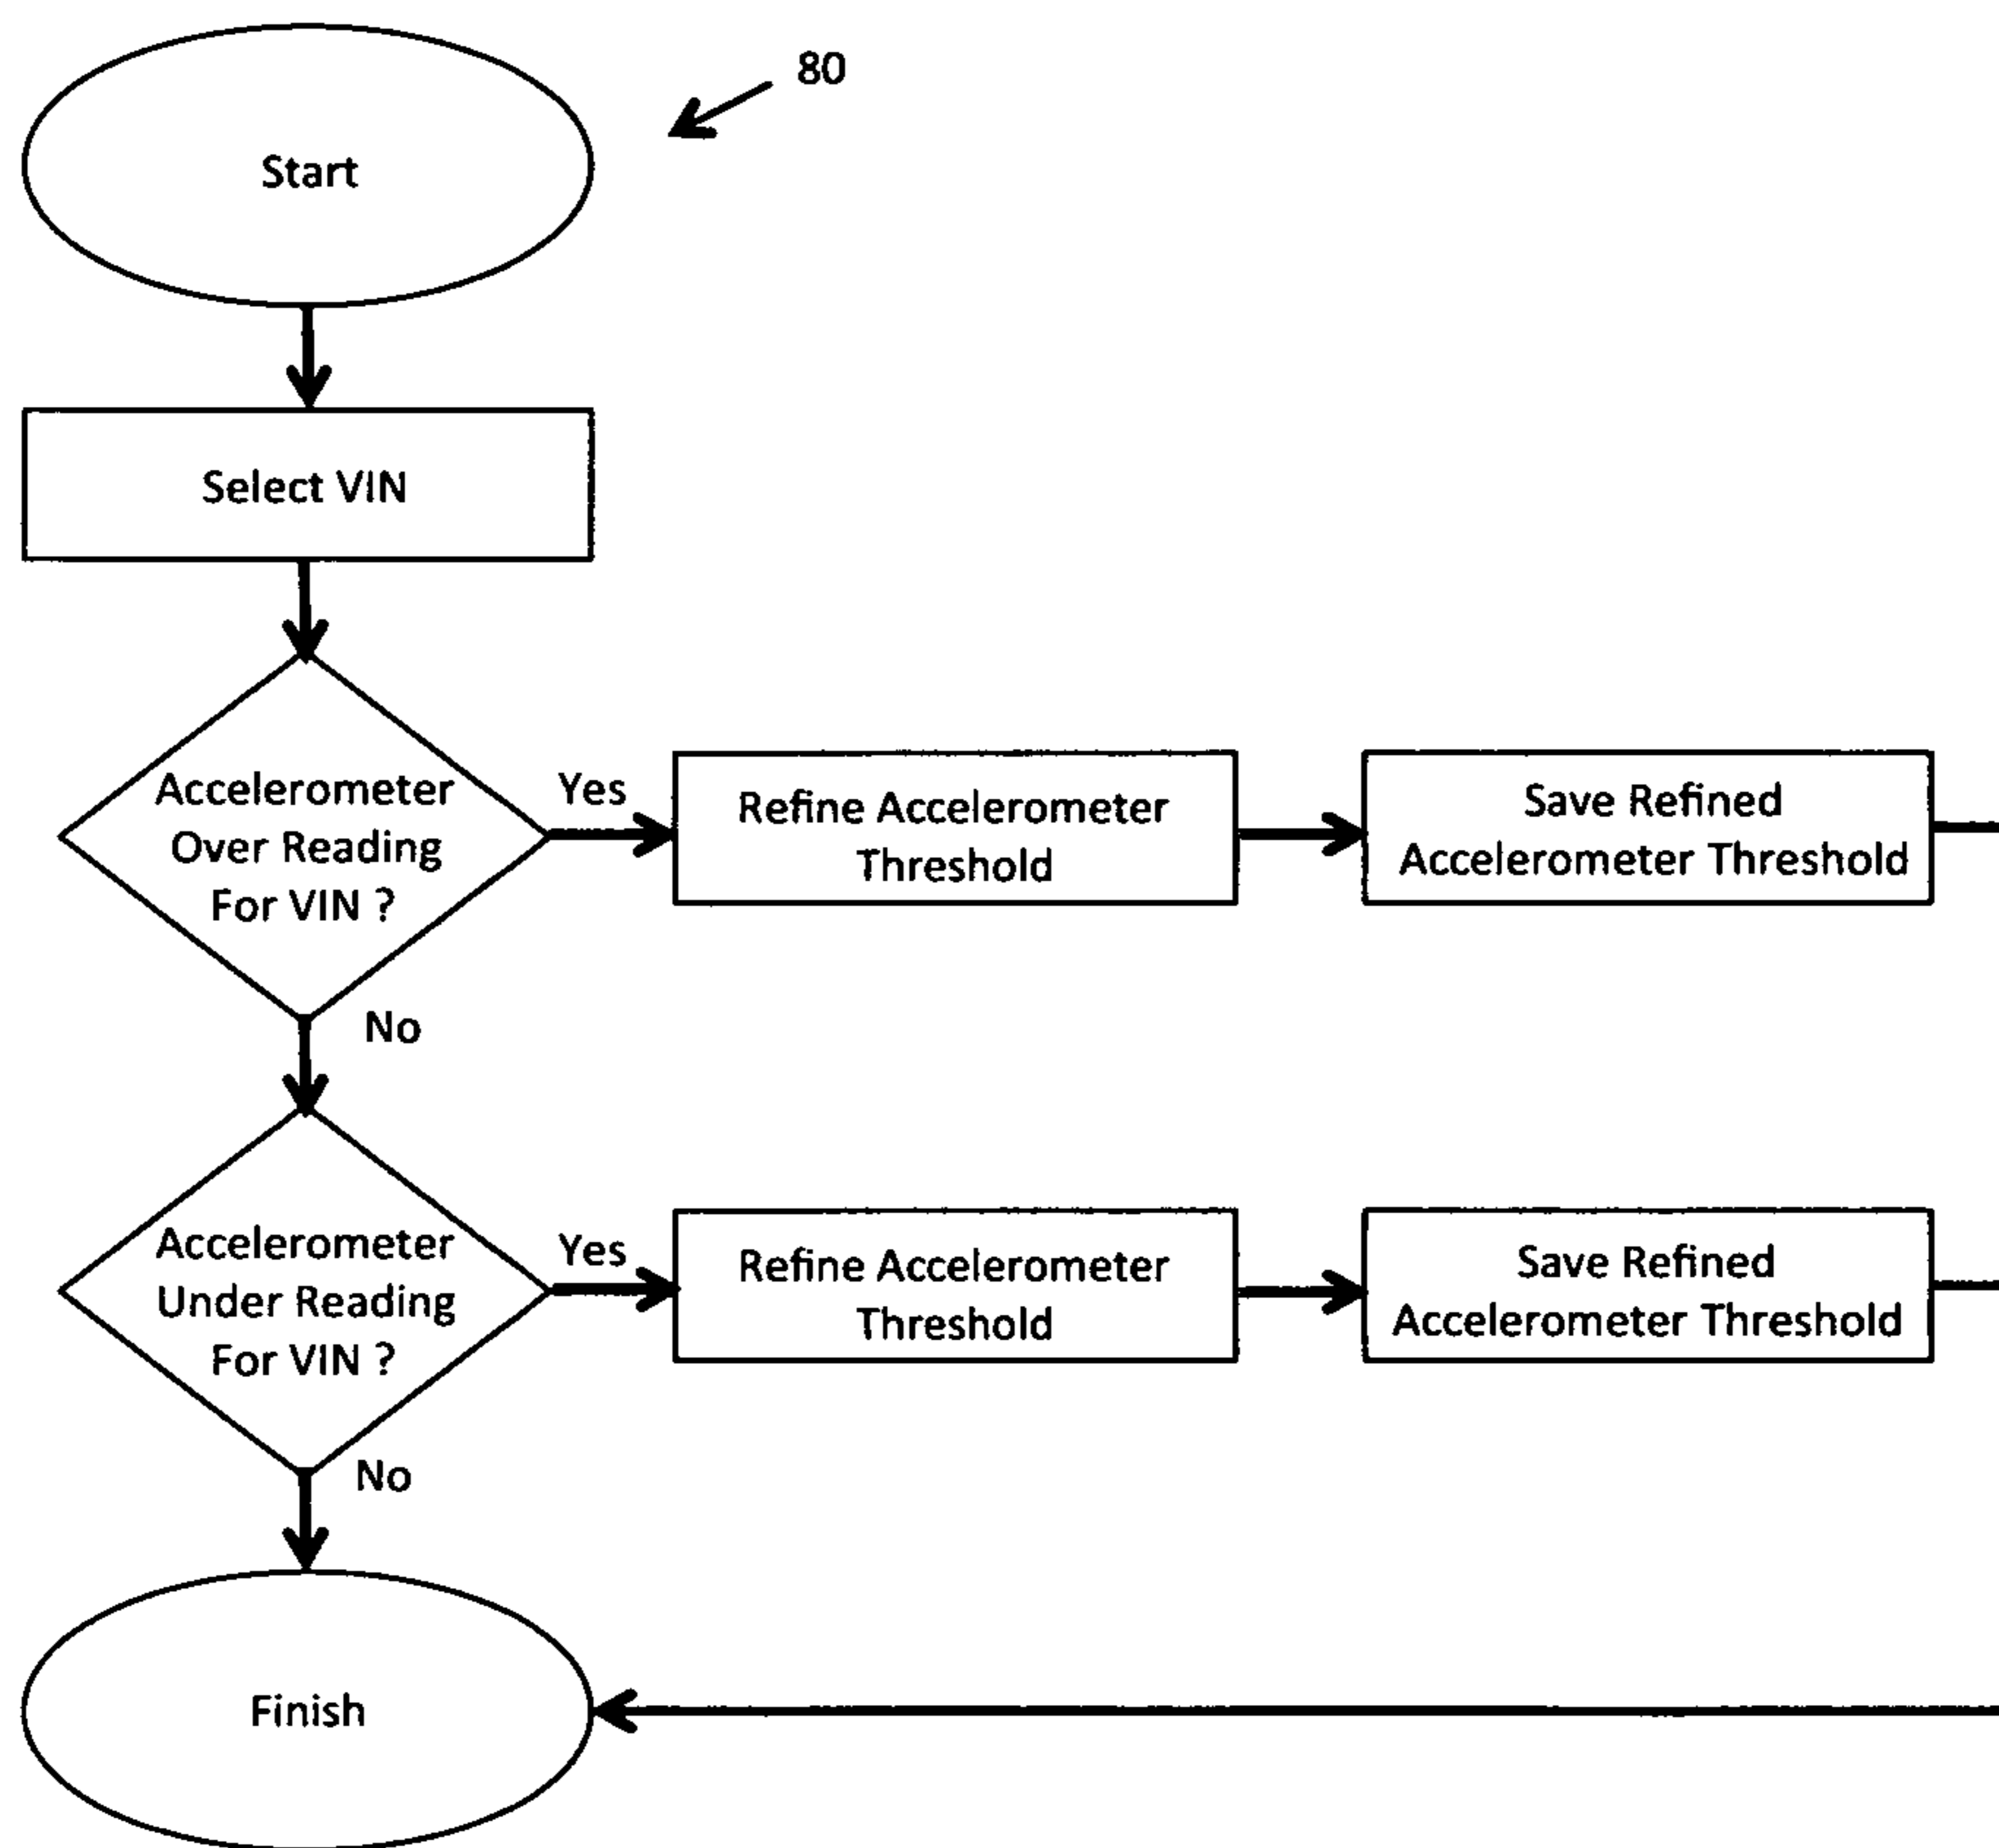 80
Start
Select VIN
Accelerometer
Over Reading
For VIN ?
Yes
Refine Accelerometer
Threshold
Save Refined
Accelerometer Threshold
No
Accelerometer
Under Reading
For VIN ?
Yes
Refine Accelerometer
Threshold
Save Refined
Accelerometer Threshold
No
Finish